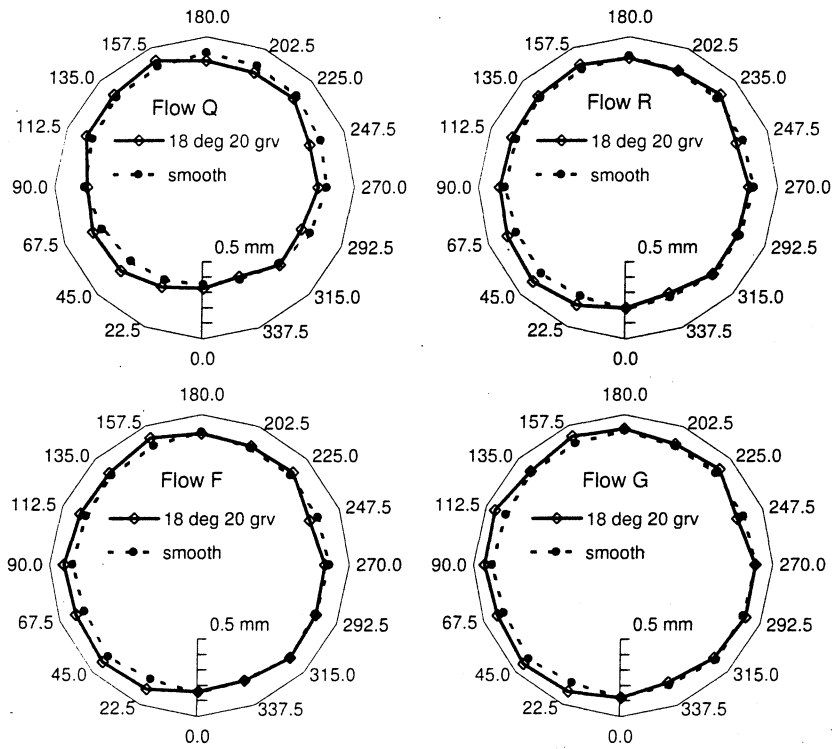 180.0
157.5 202.5
135.0 225.0
Flow Q
112.5 247.5
18 deg 20 grv
smooth
90.0 270.0
67.5 292.5
0.5 mm
45.0 315.0
22.5 337.5
0.0
180.0
157.5 202.5
135.0 235.0
Flow R
112.5 247.5
18 deg 20 grv
smooth
90.0 270.0
67.5 292.5
0.5 mm
45.0 315.0
22.5 337.5
0.0
180.0
157.5 202.5
135.0 225.0
Flow F
112.5 247.5
18 deg 20 grv
smooth
90.0 270.0
67.5 292.5
0.5 mm
45.0 315.0
22.5 337.5
0.0
180.0
157.5 202.5
135.0 225.0
Flow G
112.5 247.5
18 deg 20 grv
smooth
90.0 270.0
67.5 292.5
0.5 mm
45.0 315.0
22.5 337.5
0.0